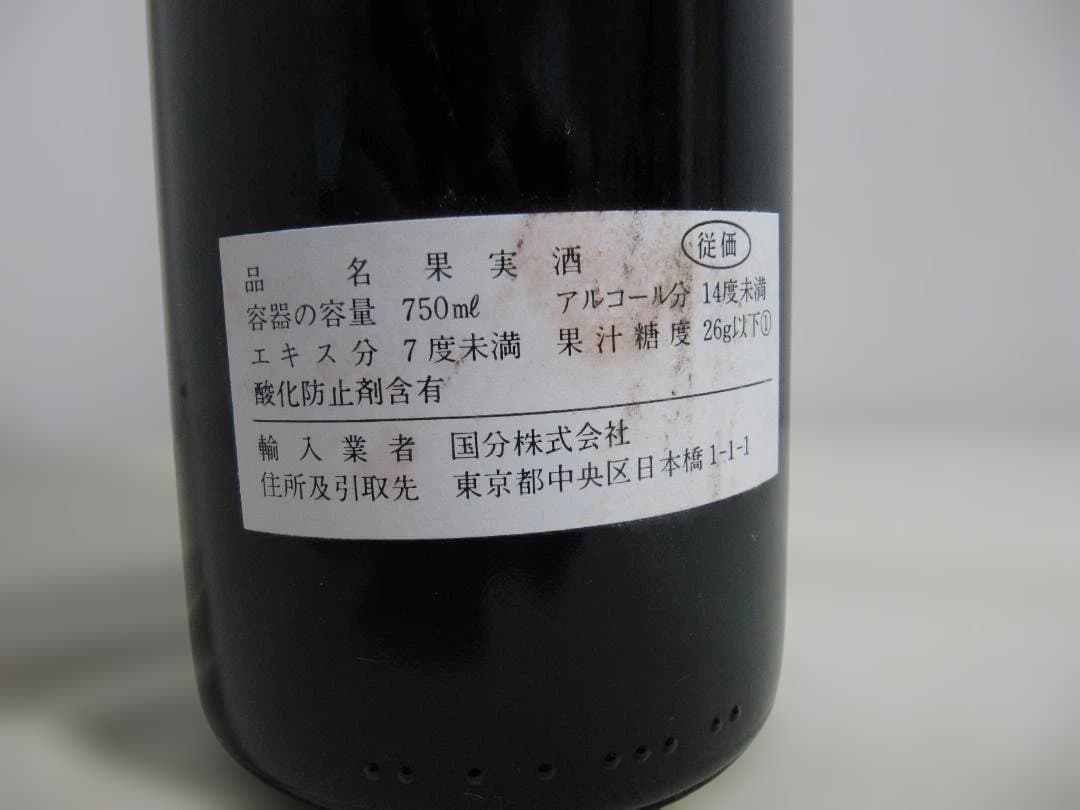 従価
品名 果実酒
容器の容量 750㎖ アルコール分 14度未満
エキス分 7度未満 果汁糖度 26g以下①
酸化防止剤含有
輸入業者 国分株式会社
住所及引取先 東京都中央区日本橋1-1-1